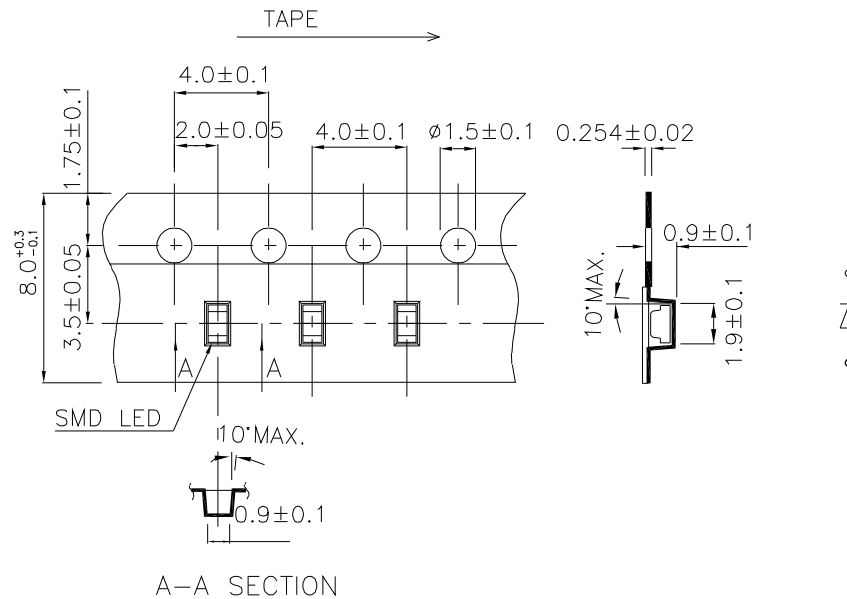 TAPE
4.0±0.1
2.0±0.05
4.0±0.1
ø1.5±0.1
0.254±0.02
1.75±0.1
8.0 +0.3 -0.1
3.5±0.05
0.9±0.1
10°MAX.
1.9±0.1
A
A
SMD LED
10°MAX.
0.9±0.1
A-A SECTION